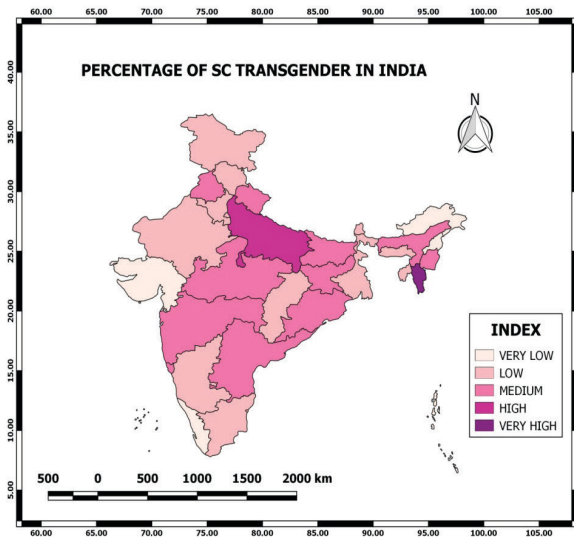 60.00 65.00 70.00 75.00 80.00 85.00 90.00 95.00 100.00 105.00
PERCENTAGE OF SC TRANSGENDER IN INDIA
N
40.00
35.00
30.00
25.00
20.00
15.00
10.00
5.00
INDEX
VERY LOW
LOW
MEDIUM
HIGH
VERY HIGH
500 0 500 1000 1500 2000 km
60.00 65.00 70.00 75.00 80.00 85.00 90.00 95.00 100.00 105.00